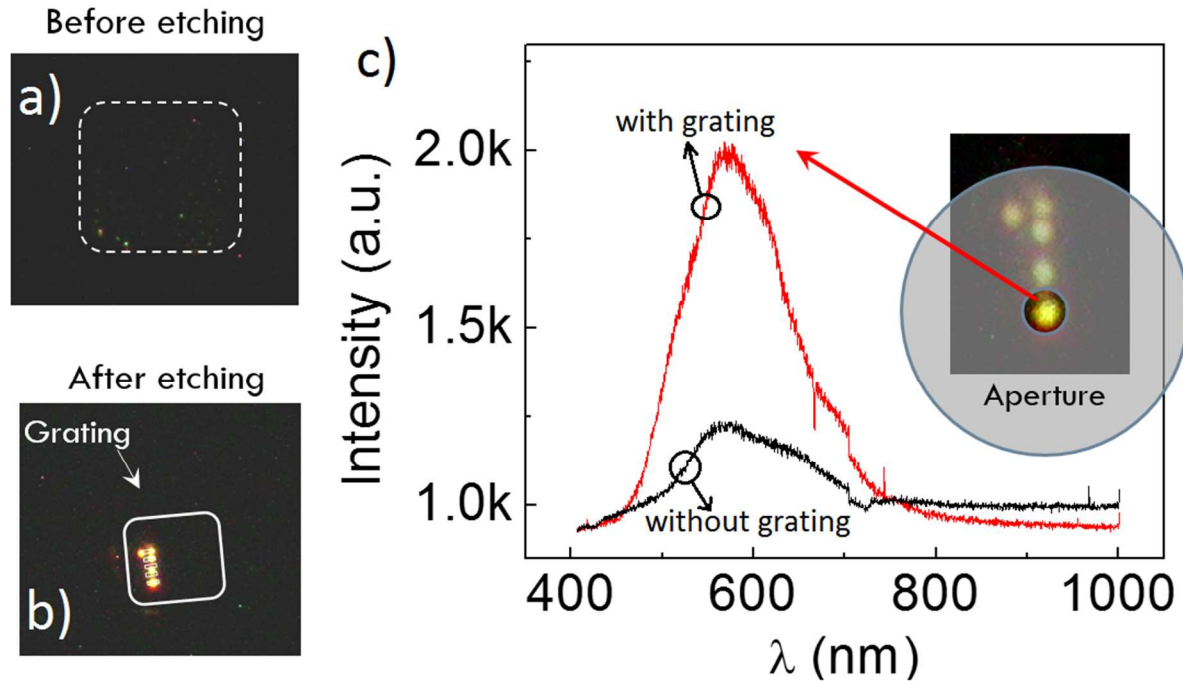 Before etching
a)
After etching
Grating
b)
c)
with grating
without grating
Aperture
Intensity (a.u.)
2.0k
1.5k
1.0k
400
600
800
1000
λ (nm)